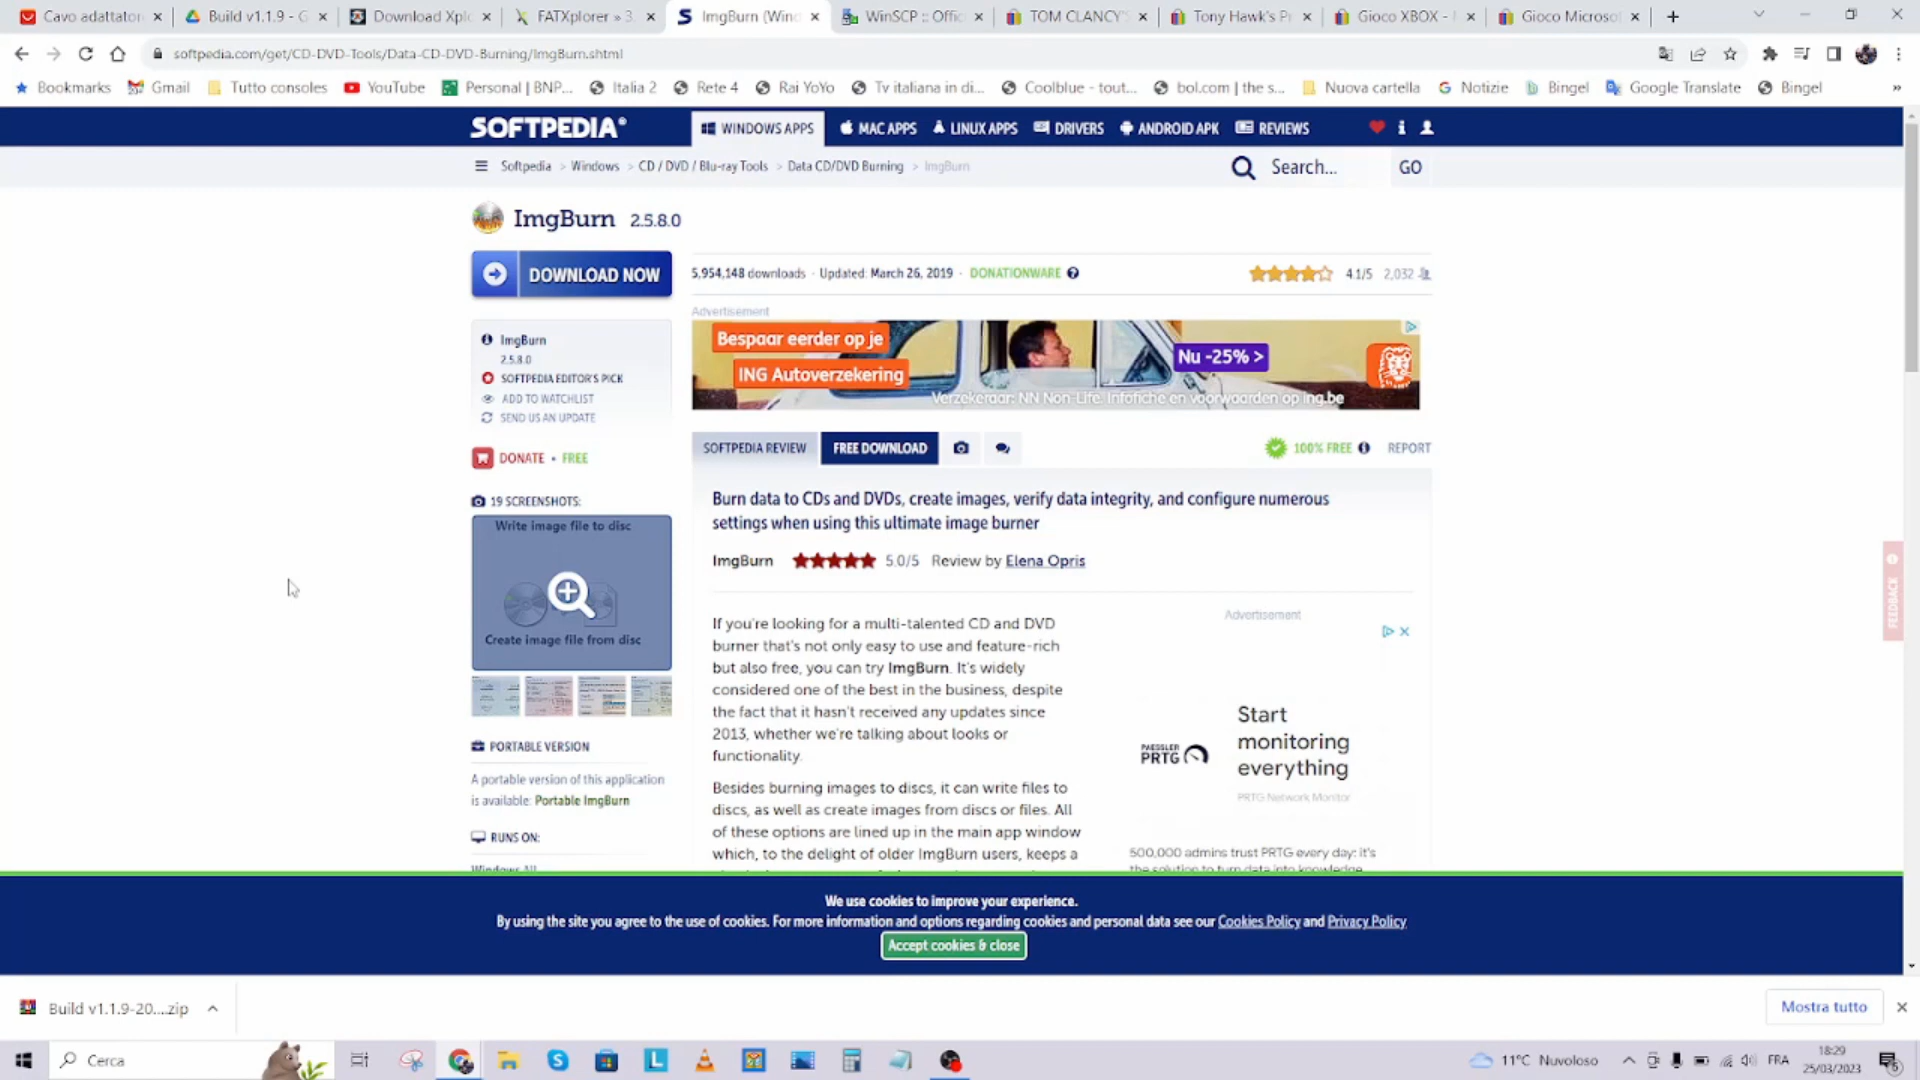 Cavo adattator
Build v1.1.9 - G
Download Xplo
FATXplorer » 3.
ImgBurn (Wind
WinSCP :: Offic
TOM CLANCY'S
Tony Hawk's Pr
Gioco XBOX -
Gioco Microsof
softpedia.com/get/CD-DVD-Tools/Data-CD-DVD-Burning/ImgBurn.shtml
Bookmarks Gmail Tutto consoles YouTube Personal | BNP... Italia 2 Rete 4 Rai YoYo Tv italiana in di... Coolblue - tout... bol.com | the s... Nuova cartella Notizie Bingel Google Translate Bingel »
SOFTPEDIA®
WINDOWS APPS MAC APPS LINUX APPS DRIVERS ANDROID APK REVIEWS
Softpedia > Windows > CD / DVD / Blu-ray Tools > Data CD/DVD Burning > ImgBurn
Search... GO
ImgBurn 2.5.8.0
DOWNLOAD NOW
5,954,148 downloads · Updated: March 26, 2019 · DONATIONWARE
4.1/5 2,032
Advertisement
Bespaar eerder op je
ING Autoverzekering
Nu -25% >
Verzekeraar: NN Non-Life. Infofiche en voorwaarden op ing.be
ImgBurn
2.5.8.0
SOFTPEDIA EDITOR'S PICK
ADD TO WATCHLIST
SEND US AN UPDATE
DONATE • FREE
SOFTPEDIA REVIEW FREE DOWNLOAD
100% FREE REPORT
19 SCREENSHOTS:
Write image file to disc
Create image file from disc
Burn data to CDs and DVDs, create images, verify data integrity, and configure numerous
settings when using this ultimate image burner
ImgBurn 5.0/5 Review by Elena Opris
If you're looking for a multi-talented CD and DVD
burner that's not only easy to use and feature-rich
but also free, you can try ImgBurn. It's widely
considered one of the best in the business, despite
the fact that it hasn't received any updates since
2013, whether we're talking about looks or
functionality.
Besides burning images to discs, it can write files to
discs, as well as create images from discs or files. All
of these options are lined up in the main app window
which, to the delight of older ImgBurn users, keeps a
Advertisement
PAESSLER
PRTG
Start
monitoring
everything
PRTG Network Monitor
500,000 admins trust PRTG every day: it's
the solution to turn data into knowledge
PORTABLE VERSION
A portable version of this application
is available: Portable ImgBurn
RUNS ON:
Windows All
FEEDBACK
We use cookies to improve your experience.
By using the site you agree to the use of cookies. For more information and options regarding cookies and personal data see our Cookies Policy and Privacy Policy
Accept cookies & close
Build v1.1.9-20....zip
Mostra tutto
Cerca
11°C Nuvoloso
FRA
18:29
25/03/2023